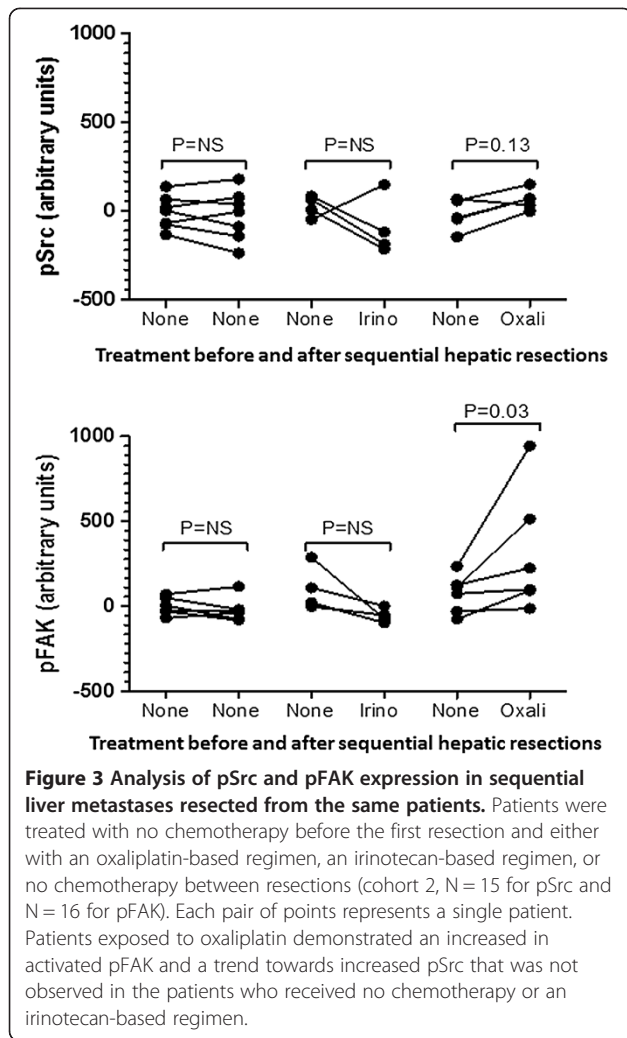 1000
500
0
-500
pSrc (arbitrary units)
P=NS
P=NS
P=0.13
None
None
None
Irino
None
Oxali
Treatment before and after sequential hepatic resections
1000
500
0
-500
pFAK (arbitrary units)
P=NS
P=NS
P=0.03
None
None
None
Irino
None
Oxali
Treatment before and after sequential hepatic resections
Figure 3 Analysis of pSrc and pFAK expression in sequential
liver metastases resected from the same patients. Patients were
treated with no chemotherapy before the first resection and either
with an oxaliplatin-based regimen, an irinotecan-based regimen, or
no chemotherapy between resections (cohort 2, N = 15 for pSrc and
N = 16 for pFAK). Each pair of points represents a single patient.
Patients exposed to oxaliplatin demonstrated an increased in
activated pFAK and a trend towards increased pSrc that was not
observed in the patients who received no chemotherapy or an
irinotecan-based regimen.